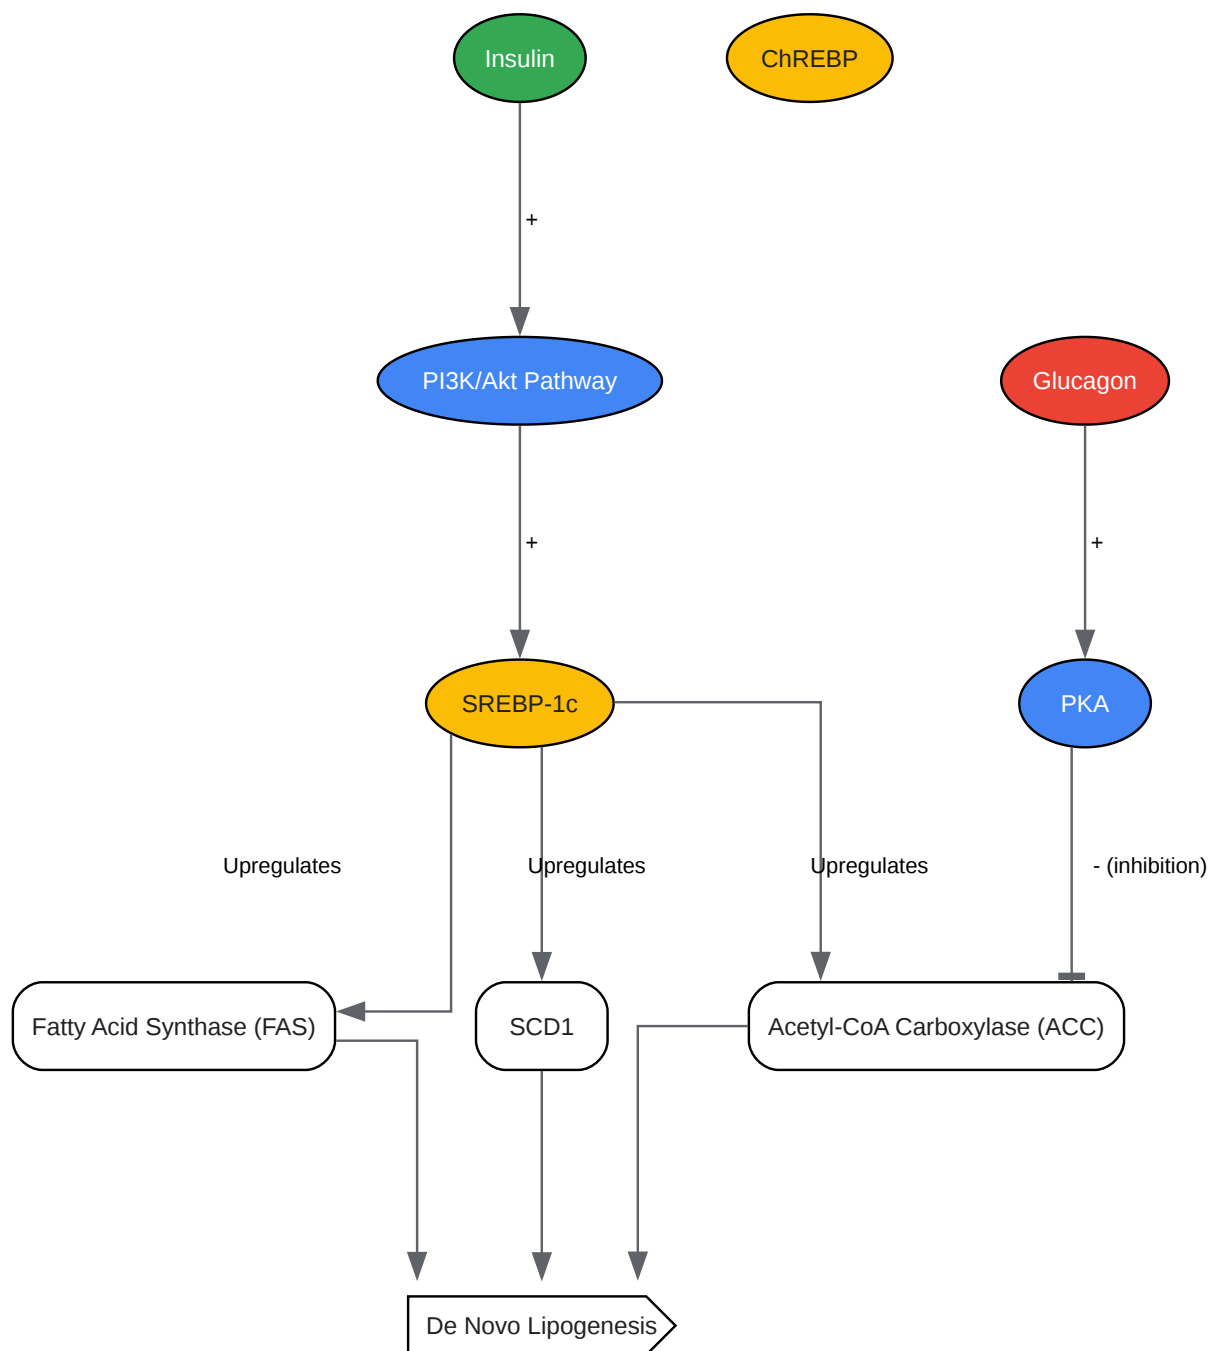 Insulin
ChREBP
+
PI3K/Akt Pathway
Glucagon
+
+
SREBP-1c
PKA
Upregulates
Upregulates
Upregulates
- (inhibition)
Fatty Acid Synthase (FAS)
SCD1
Acetyl-CoA Carboxylase (ACC)
De Novo Lipogenesis